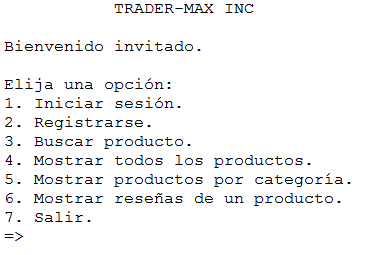 TRADER-MAX INC
Bienvenido invitado.
Elija una opción:
1. Iniciar sesión.
2. Registrarse.
3. Buscar producto.
4. Mostrar todos los productos.
5. Mostrar productos por categoría.
6. Mostrar reseñas de un producto.
7. Salir.
=>